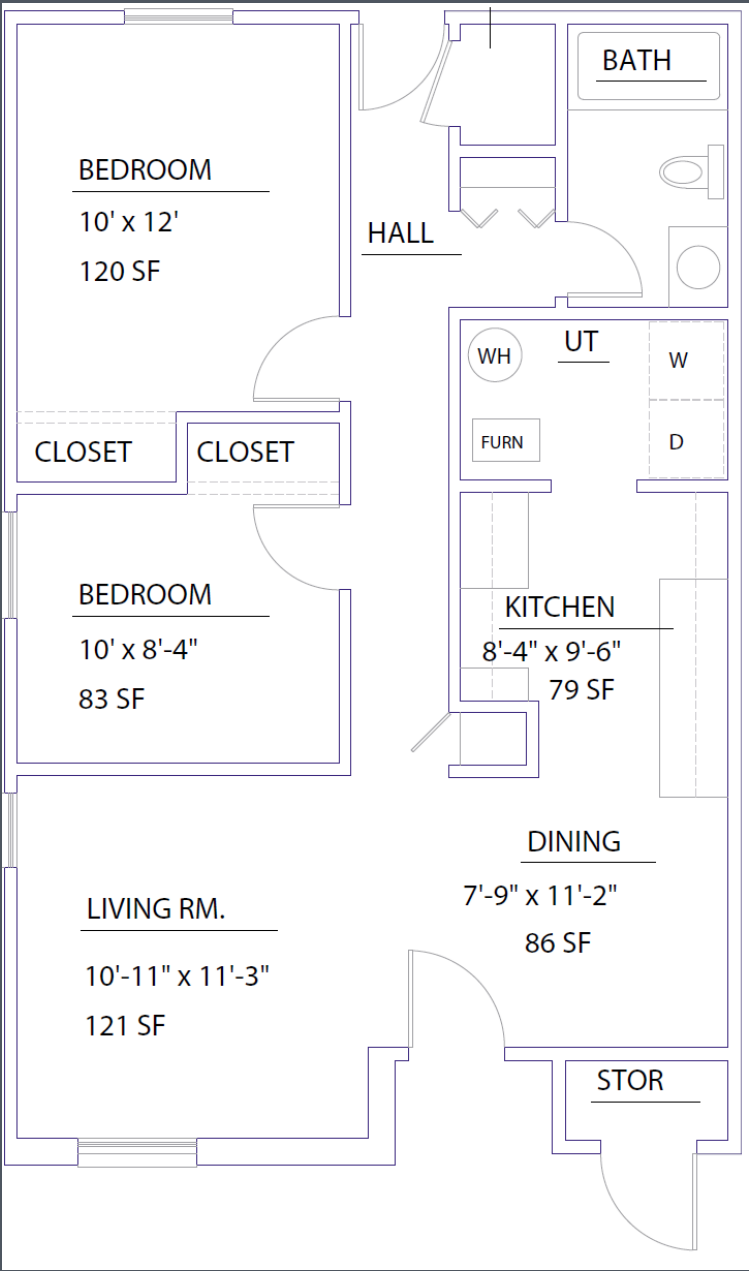 BATH
BEDROOM
10' x 12'
120 SF
HALL
UT
WH
W
FURN
D
CLOSET
CLOSET
BEDROOM
10' x 8'-4"
83 SF
KITCHEN
8'-4" x 9'-6"
79 SF
DINING
7'-9" x 11'-2"
86 SF
LIVING RM.
10'-11" x 11'-3"
121 SF
STOR